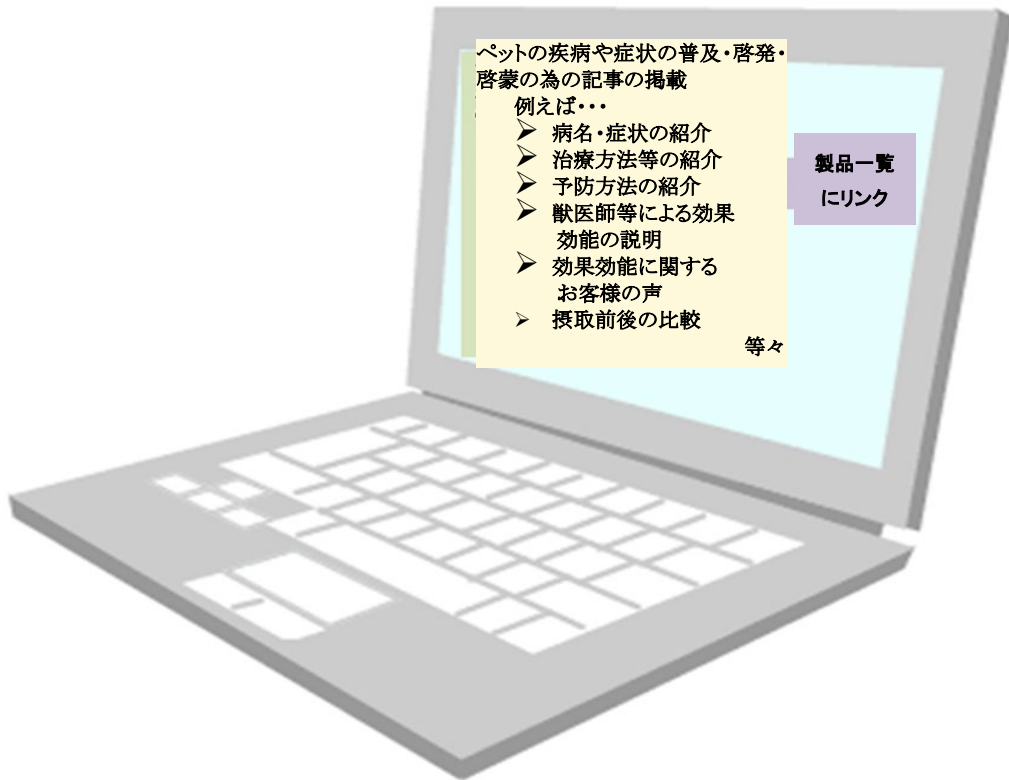 ペットの疾病や症状の普及・啓発・
啓蒙の為の記事の掲載
例えば・・・
➢ 病名・症状の紹介
➢ 治療方法等の紹介
➢ 予防方法の紹介
➢ 獣医師等による効果
効能の説明
➢ 効果効能に関する
お客様の声
➢ 摂取前後の比較
等々
製品一覧
にリンク